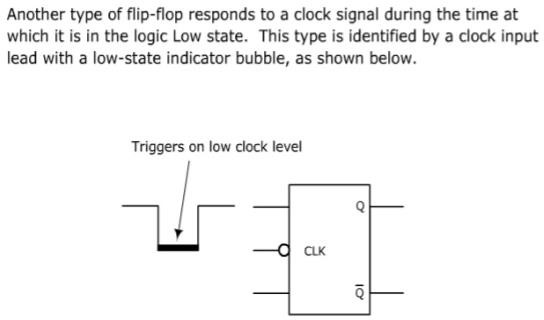 Another type of flip-flop responds to a clock signal during the time at
which it is in the logic Low state.  This type is identified by a clock input
lead with a low-state indicator bubble, as shown below.
Triggers on low clock level
Q
CLK
Q̅